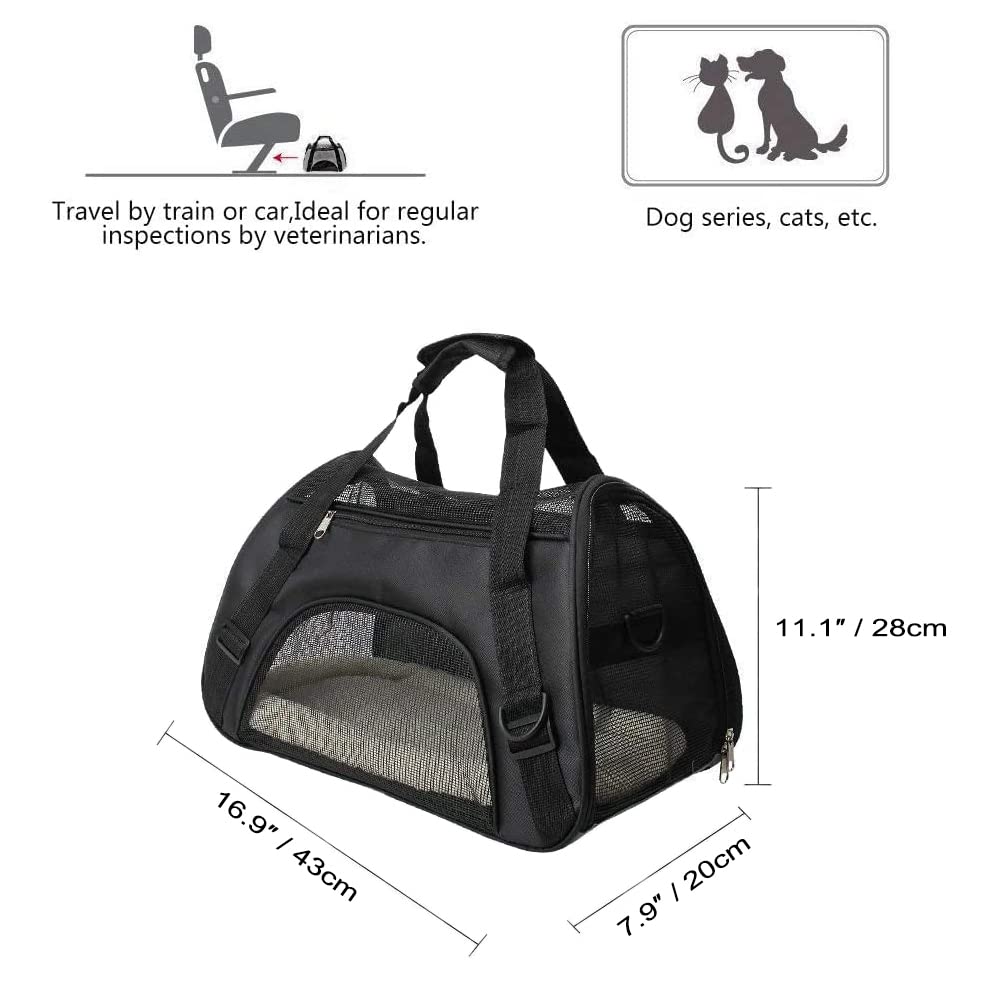 Travel by train or car,Ideal for regular
inspections by veterinarians.
Dog series, cats, etc.
11.1" / 28cm
16.9" / 43cm
7.9" / 20cm